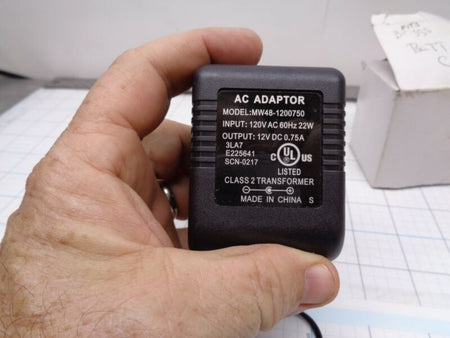 AC ADAPTOR
MODEL:MW48-1200750
INPUT: 120V AC 60Hz 22W
OUTPUT: 12V DC 0.75A
3LA7
E225641
SCN-0217
C UL US
LISTED
CLASS 2 TRANSFORMER
MADE IN CHINA S